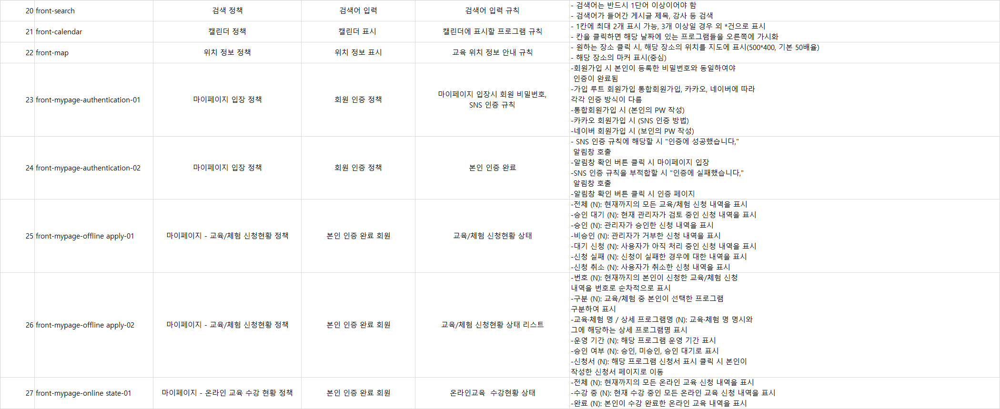 20 front-search 검색 정책 검색어 입력 검색어 입력 규칙
- 검색어는 반드시 1단어 이상이어야 함
- 검색어가 들어간 게시글 제목, 강사 등 검색
21 front-calendar 캘린더 정책 캘린더 표시 캘린더에 표시할 프로그램 규칙
- 1칸에 최대 2개 표시 가능, 3개 이상일 경우 외 *건으로 표시
- 칸을 클릭하면 해당 날짜에 있는 프로그램들을 오른쪽에 가시화
22 front-map 위치 정보 정책 위치 정보 표시 교육 위치 정보 안내 규칙
- 원하는 장소 클릭 시, 해당 장소의 위치를 지도에 표시(500*400, 기본 50배율)
- 해당 장소의 마커 표시(중심)
23 front-mypage-authentication-01 마이페이지 입장 정책 회원 인증 정책
마이페이지 입장시 회원 비밀번호,
SNS 인증 규칙
-회원가입 시 본인이 등록한 비밀번호와 동일하여야
인증이 완료됨
-가입 루트 회원가입 통합회원가입, 카카오, 네이버에 따라
각각 인증 방식이 다름
-통합회원가입 시 (본인의 PW 작성)
-카카오 회원가입 시 (SNS 인증 방법)
-네이버 회원가입 시 (보인의 PW 작성)
24 front-mypage-authentication-02 마이페이지 입장 정책 회원 인증 정책 본인 인증 완료
- SNS 인증 규칙에 해당할 시 "인증에 성공했습니다,"
알림창 호출
-알림창 확인 버튼 클릭 시 마이페이지 입장
-SNS 인증 규칙을 부적합할 시 "인증에 실패했습니다,"
알림창 호출
-알림창 확인 버튼 클릭 시 인증 페이지
25 front-mypage-offline apply-01 마이페이지 - 교육/체험 신청현황 정책 본인 인증 완료 회원 교육/체험 신청현황 상태
-전체 (N): 현재까지의 모든 교육/체험 신청 내역을 표시
-승인 대기 (N): 현재 관리자가 검토 중인 신청 내역을 표시
-승인 (N): 관리자가 승인한 신청 내역을 표시
-비승인 (N): 관리자가 거부한 신청 내역을 표시
-대기 신청 (N): 사용자가 아직 처리 중인 신청 내역을 표시
-신청 실패 (N): 신청이 실패한 경우에 대한 내역을 표시
-신청 취소 (N): 사용자가 취소한 신청 내역을 표시
26 front-mypage-offline apply-02 마이페이지 - 교육/체험 신청현황 정책 본인 인증 완료 회원 교육/체험 신청현황 상태 리스트
-번호 (N): 현재까지의 본인이 신청한 교육/체험 신청
내역을 번호로 순차적으로 표시
-구분 (N): 교육/체험 중 본인이 선택한 프로그램
구분하여 표시
-교육·체험 명 / 상세 프로그램명 (N): 교육·체험 명 명시와
그에 해당하는 상세 프로그램명 표시
-운영 기간 (N): 해당 프로그램 운영 기간 표시
-승인 여부 (N): 승인, 미승인, 승인 대기로 표시
-신청서 (N): 해당 프로그램 신청서 표시 클릭 시 본인이
작성한 신청서 페이지로 이동
27 front-mypage-online state-01 마이페이지 - 온라인 교육 수강 현황 정책 본인 인증 완료 회원 온라인교육  수강현황 상태
-전체 (N): 현재까지의 모든 온라인 교육 신청 내역을 표시
-수강 중 (N): 현재 수강 중인 모든 온라인 교육 신청 내역을 표시
-완료 (N): 본인이 수강 완료한 온라인 교육 내역을 표시